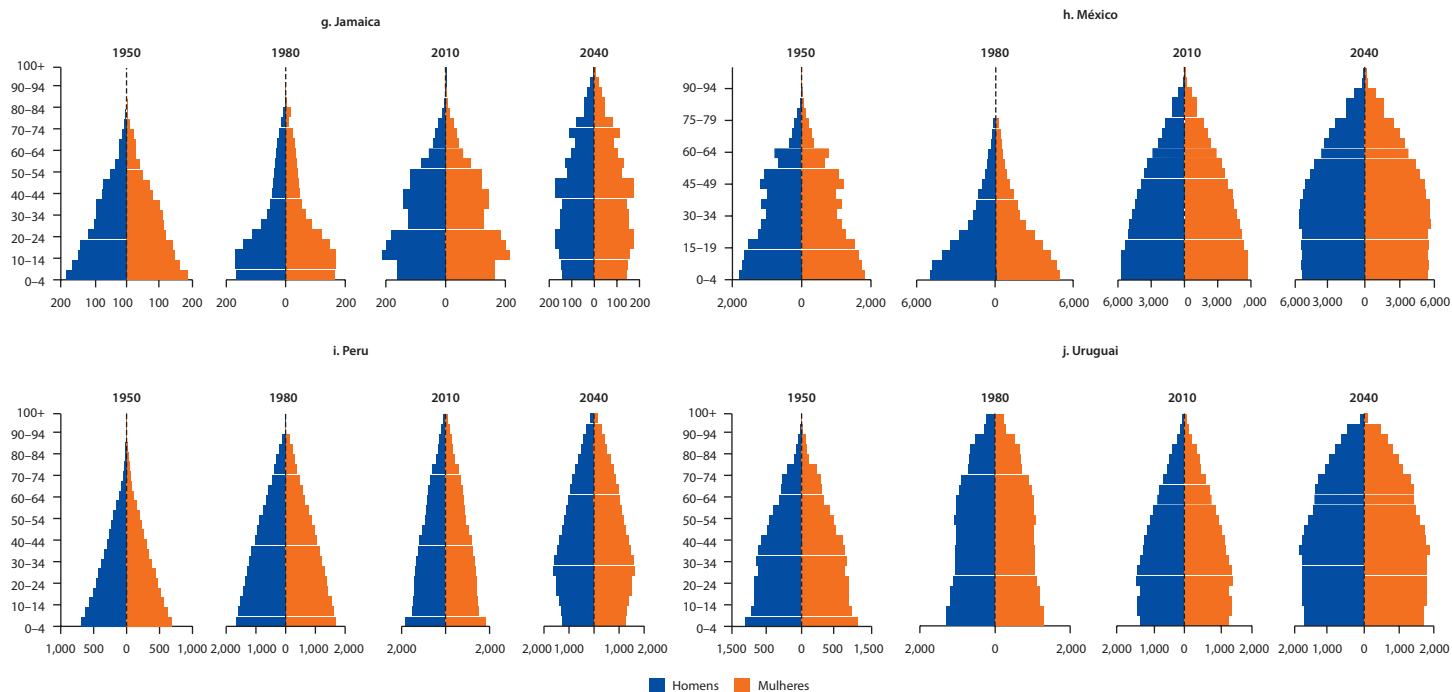 g. Jamaica
1950 1980 2010 2040
100+
90–94
80–84
70–74
60–64
50–54
40–44
30–34
20–24
10–14
0–4
200 100 100 100 200
200 0 200
200 0 200
200 100 0 100 200
h. México
1950 1980 2010 2040
90–94
75–79
60–64
45–49
30–34
15–19
0–4
2,000 0 2,000
6,000 0 6,000
6,000 3,000 0 3,000 ,000
6,000 3,000 0 3,000 6,000
i. Peru
1950 1980 2010 2040
100+
90–94
80–84
70–74
60–64
50–54
40–44
30–34
20–24
10–14
0–4
1,000 500 0 500 1,000
2,000 1,000 0 1,000 2,000
2,000 0 2,000
2,000 1,000 0 1,000 2,000
j. Uruguai
1950 1980 2010 2040
100+
90–94
80–84
70–74
60–64
50–54
40–44
30–34
20–24
10–14
0–4
1,500 500 0 500 1,500
2,000 0 2,000
2,000 1,000 0 1,000 2,000
2,000 1,000 0 1,000 2,000
Homens Mulheres